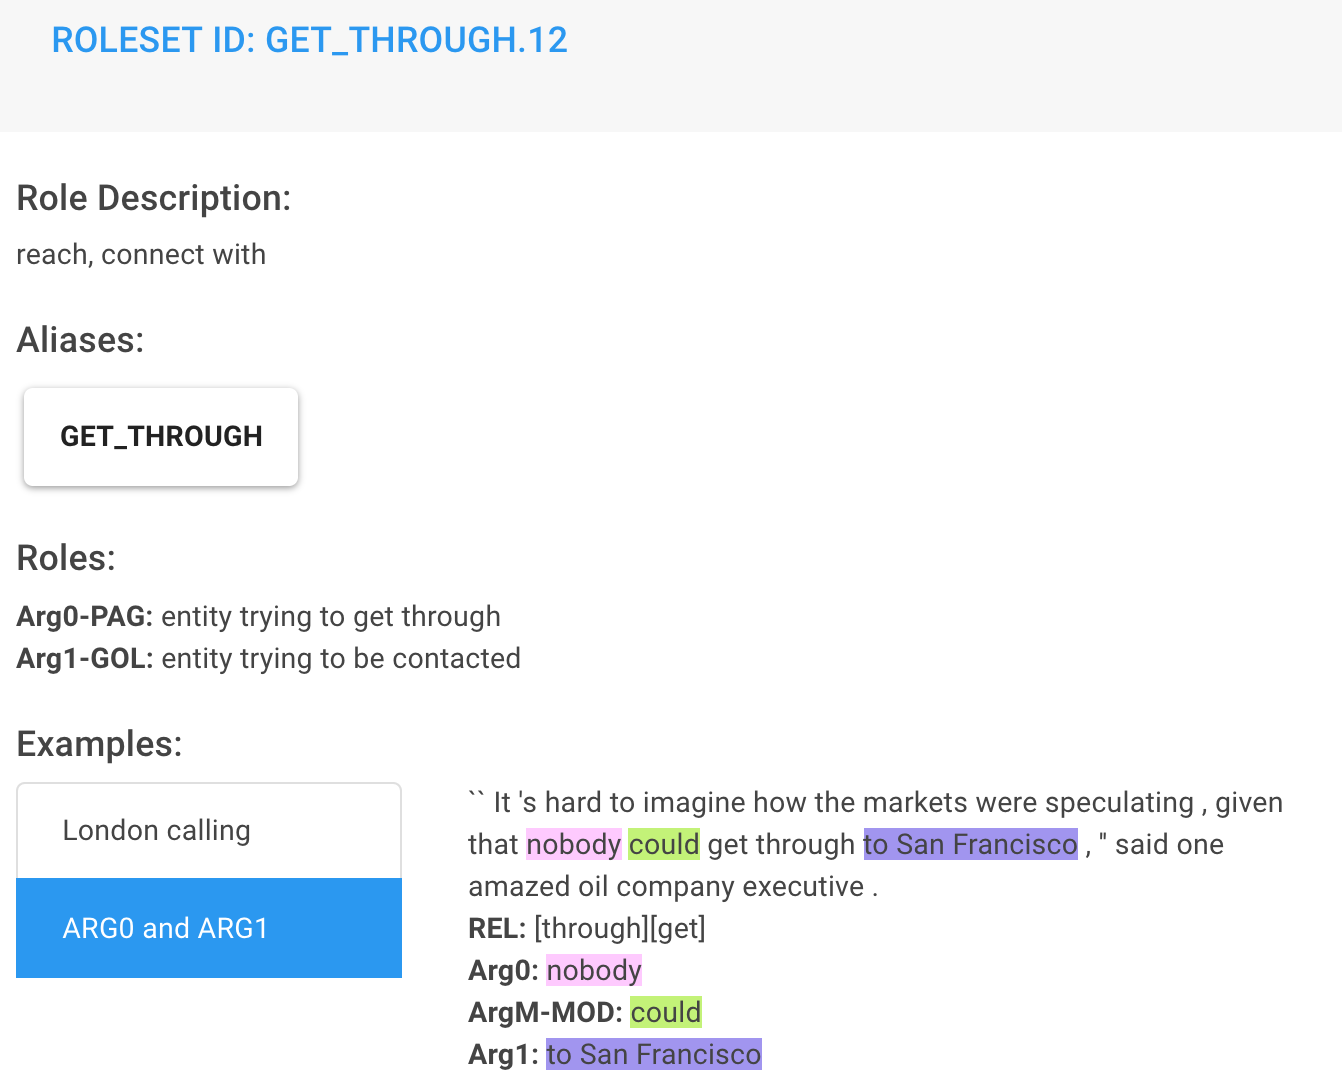 ROLESET ID: GET_THROUGH.12
Role Description:
reach, connect with
Aliases:
GET_THROUGH
Roles:
Arg0-PAG: entity trying to get through
Arg1-GOL: entity trying to be contacted
Examples:
London calling
ARG0 and ARG1
`` It 's hard to imagine how the markets were speculating , given
that nobody could get through to San Francisco , '' said one
amazed oil company executive .
REL: [through][get]
Arg0: nobody
ArgM-MOD: could
Arg1: to San Francisco